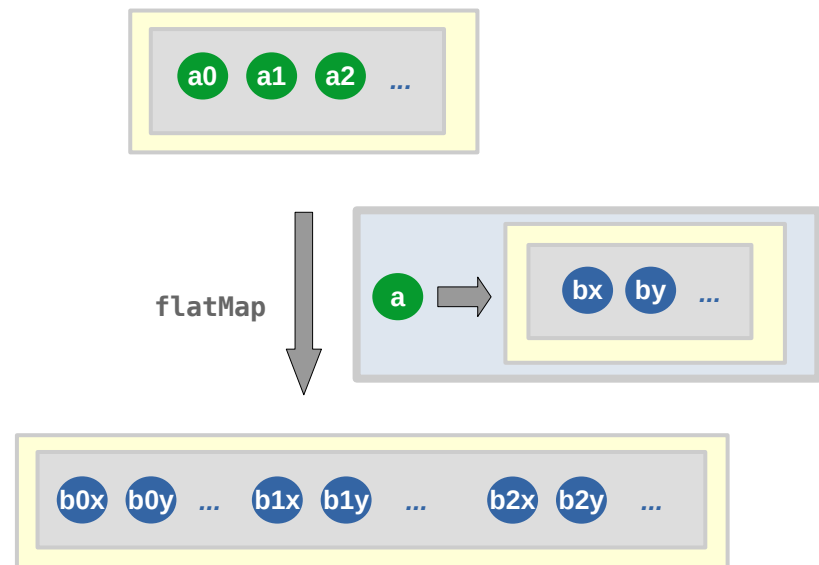 a0 a1 a2 ...
a bx by ...
flatMap
b0x b0y ... b1x b1y ... b2x b2y ...